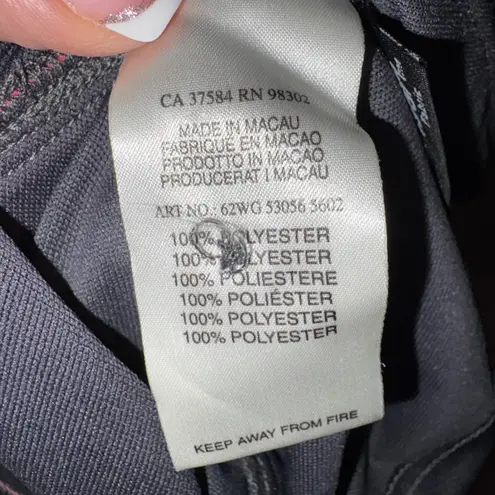 CA 37584 RN 98302
MADE IN MACAU
FABRIQUE EN MACAO
PRODOTTO IN MACAO
PRODUCERAT I MACAU
ART NO.: 62WG 53056 5602
100% POLYESTER
100% POLYESTER
100% POLIESTERE
100% POLIÉSTER
100% POLYESTER
100% POLYESTER
KEEP AWAY FROM FIRE